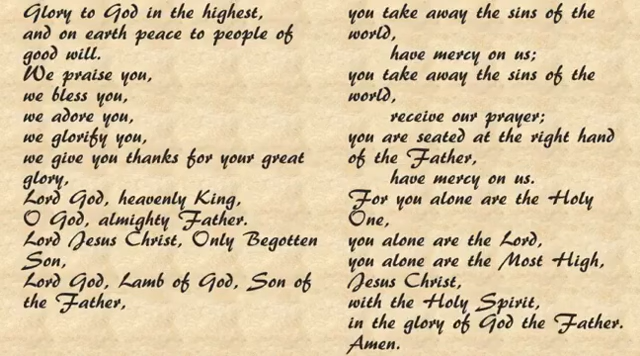 Glory to God in the highest,
and on earth peace to people of
good will.
We praise you,
we bless you,
we adore you,
we glorify you,
we give you thanks for your great
glory,
Lord God, heavenly King,
O God, almighty Father.
Lord Jesus Christ, Only Begotten
Son,
Lord God, Lamb of God, Son of
the Father,
you take away the sins of the
world,
have mercy on us;
you take away the sins of the
world,
receive our prayer;
you are seated at the right hand
of the Father,
have mercy on us.
For you alone are the Holy
One,
you alone are the Lord,
you alone are the Most High,
Jesus Christ,
with the Holy Spirit,
in the glory of God the Father.
Amen.